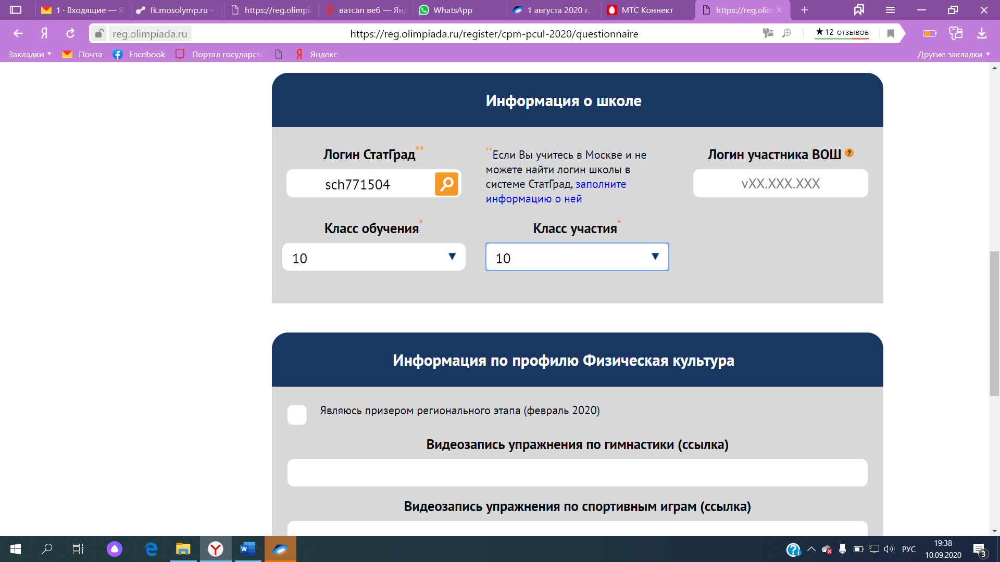 1 · Входящие —
fk.mosolymp.ru -
https://reg.olimpia
ватсап веб — Янд
WhatsApp
1 августа 2020 г. -
МТС Коннект
https://reg.olim
reg.olimpiada.ru
https://reg.olimpiada.ru/register/cpm-pcul-2020/questionnaire
★12 отзывов
Закладки
Почта
Facebook
Портал государст
Яндекс
Другие закладки
Информация о школе
Логин СтатГрад**
sch771504
**Если Вы учитесь в Москве и не
можете найти логин школы в
системе СтатГрад, заполните
информацию о ней
Логин участника ВОШ ?
vXX.XXX.XXX
Класс обучения*
10
Класс участия*
10
Информация по профилю Физическая культура
Являюсь призером регионального этапа (февраль 2020)
Видеозапись упражнения по гимнастики (ссылка)
Видеозапись упражнения по спортивным играм (ссылка)
РУС
19:38
10.09.2020
3